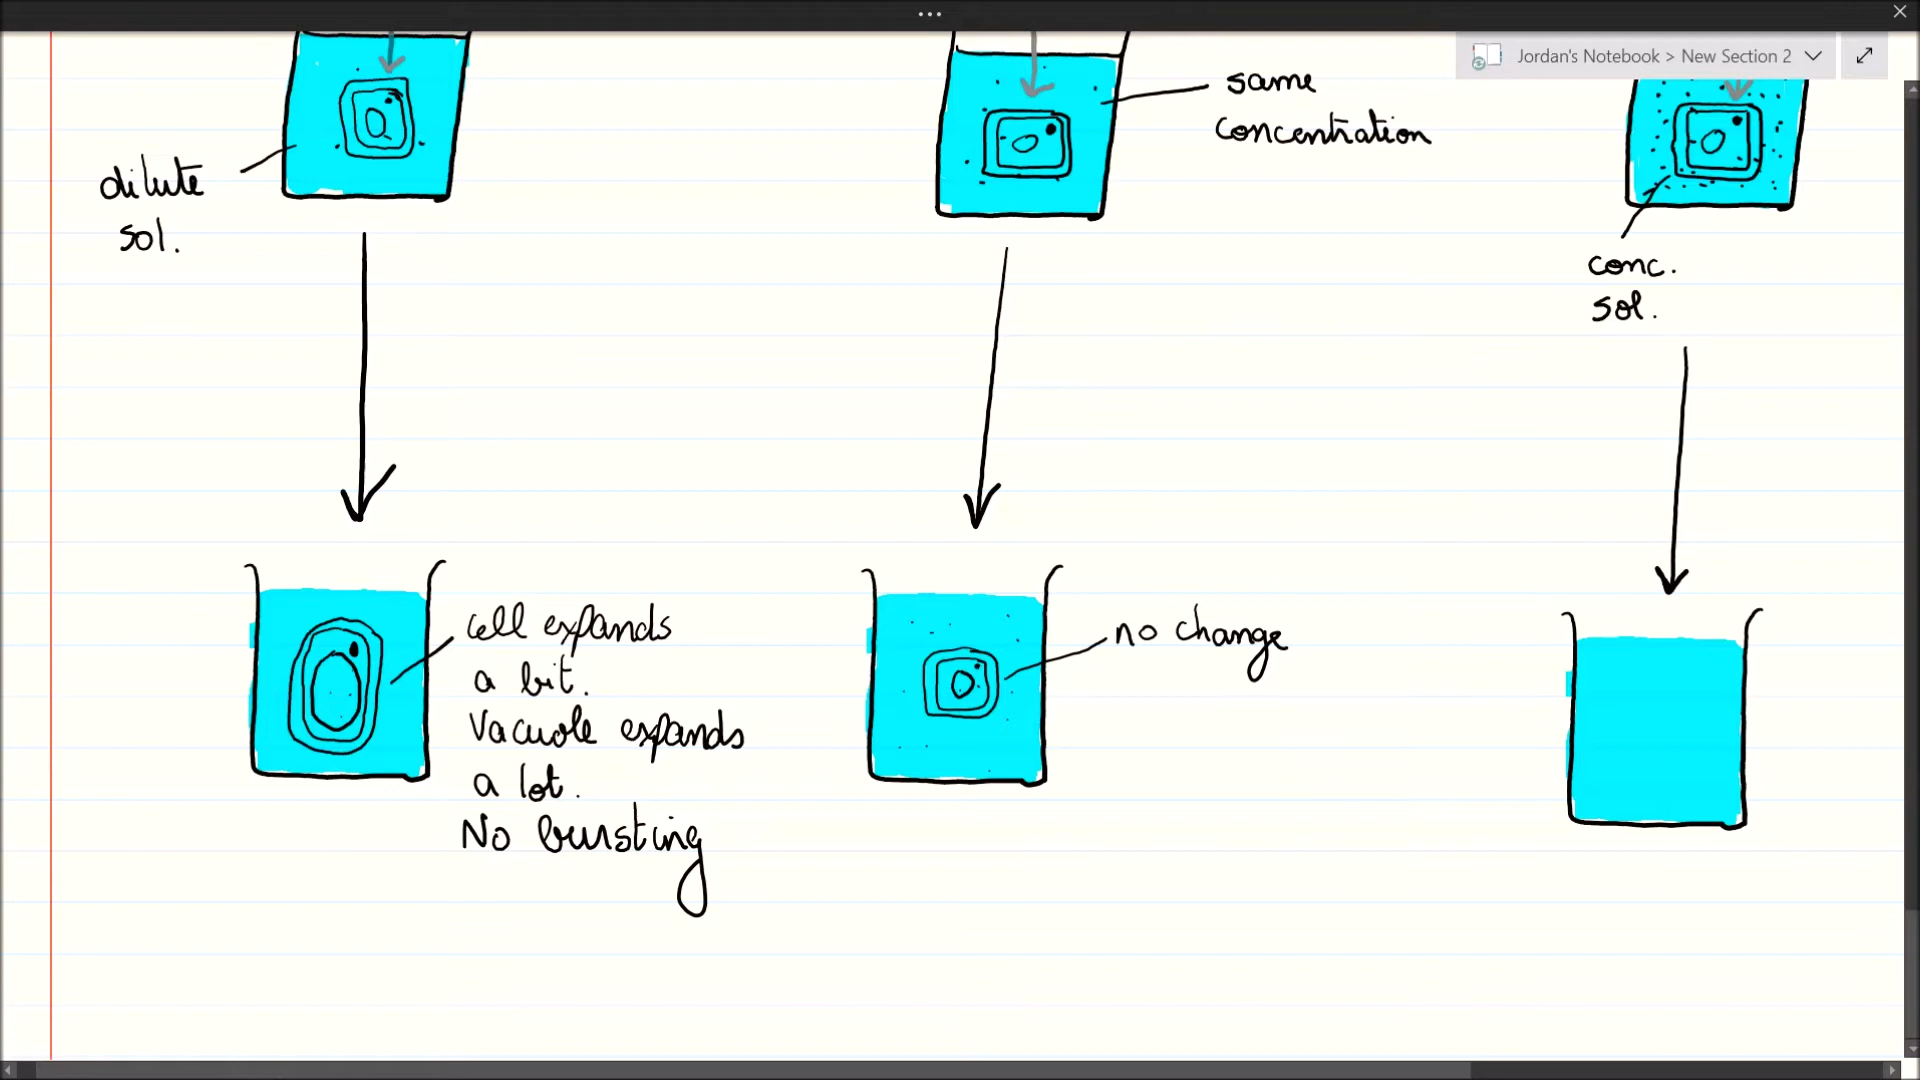 Jordan's Notebook > New Section 2
same
concentration
dilute
sol.
conc.
sol.
cell expands
a bit.
Vacuole expands
a lot.
No bursting
no change